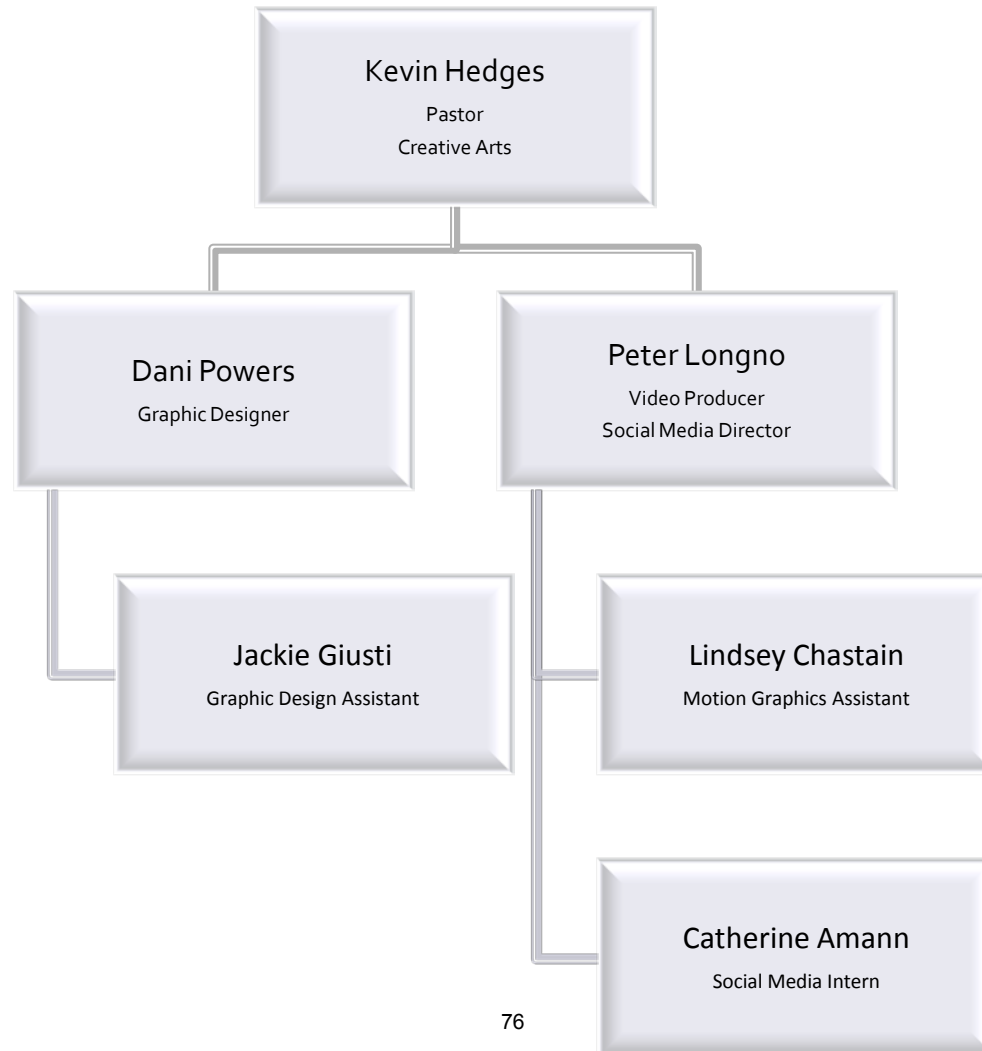 Kevin Hedges
Pastor
Creative Arts
Dani Powers
Graphic Designer
Peter Longno
Video Producer
Social Media Director
Jackie Giusti
Graphic Design Assistant
Lindsey Chastain
Motion Graphics Assistant
Catherine Amann
Social Media Intern
76